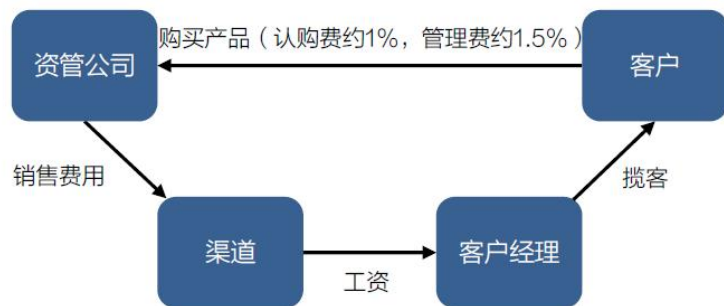 购买产品（认购费约1%，管理费约1.5%）
资管公司
客户
销售费用
揽客
渠道
客户经理
工资